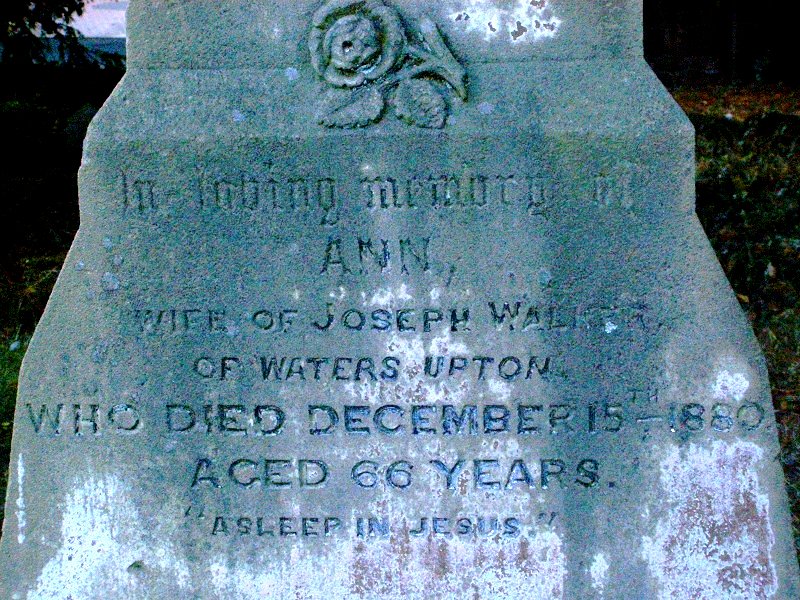 In loving memory of
ANN,
WIFE OF JOSEPH WALKER,
OF WATERS UPTON.
WHO DIED DECEMBER 15TH 1880.
AGED 66 YEARS.
"ASLEEP IN JESUS."